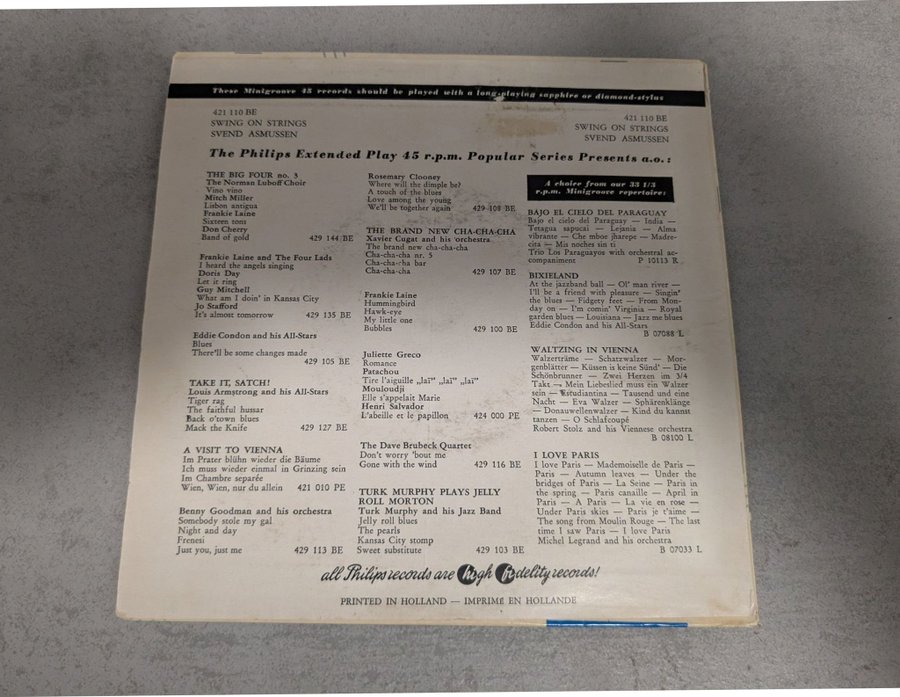 These Minigroove 45 records should be played with a long-playing sapphire or diamond-stylus
421 110 BE
SWING ON STRINGS
SVEND ASMUSSEN
421 110 BE
SWING ON STRINGS
SVEND ASMUSSEN
The Philips Extended Play 45 r.p.m. Popular Series Presents a.o.:
THE BIG FOUR no. 3
The Norman Luboff Choir
Vino vino
Mitch Miller
Lisbon antigua
Frankie Laine
Sixteen tons
Don Cherry
Band of gold 429 144 BE
Frankie Laine and The Four Lads
I heard the angels singing
Doris Day
Let it ring
Guy Mitchell
What am I doin' in Kansas City
Jo Stafford
It's almost tomorrow 429 135 BE
Eddie Condon and his All-Stars
Blues
There'll be some changes made
429 105 BE
TAKE IT, SATCH!
Louis Armstrong and his All-Stars
Tiger rag
The faithful hussar
Back o'town blues
Mack the Knife 429 127 BE
A VISIT TO VIENNA
Im Prater blühn wieder die Bäume
Ich muss wieder einmal in Grinzing sein
Im Chambre separée
Wien, Wien, nur du allein 421 010 PE
Benny Goodman and his orchestra
Somebody stole my gal
Night and day
Frenesi
Just you, just me 429 113 BE
Rosemary Clooney
Where will the dimple be?
A touch of the blues
Love among the young
We'll be together again 429 108 BE
THE BRAND NEW CHA-CHA-CHA
Xavier Cugat and his orchestra
The brand new cha-cha-cha
Cha-cha-cha nr. 5
Cha-cha-cha bar
Cha-cha-cha 429 107 BE
Frankie Laine
Hummingbird
Hawk-eye
My little one
Bubbles 429 100 BE
Juliette Greco
Romance
Patachou
Tire l'aiguille „laï" „laï" „laï"
Mouloudji
Elle s'appelait Marie
Henri Salvador
L'abeille et le papillon 424 000 PE
The Dave Brubeck Quartet
Don't worry 'bout me
Gone with the wind 429 116 BE
TURK MURPHY PLAYS JELLY
ROLL MORTON
Turk Murphy and his Jazz Band
Jelly roll blues
The pearls
Kansas City stomp
Sweet substitute 429 103 BE
A choice from our 33 1/3
r.p.m. Minigroove repertoire:
BAJO EL CIELO DEL PARAGUAY
Bajo el cielo del Paraguay — India —
Tetagua sapucai — Lejania — Alma
vibrante — Che mboe jharepe — Madre-
cita — Mis noches sin ti
Trio Los Paraguayos with orchestral ac-
companiment P 10113 R
BIXIELAND
At the jazzband ball — Ol' man river —
I'll be a friend with pleasure — Singin'
the blues — Fidgety feet — From Mon-
day on — I'm comin' Virginia — Royal
garden blues — Louisiana — Jazz me blues
Eddie Condon and his All-Stars
B 07088 L
WALTZING IN VIENNA
Walzerträume — Schatzwalzer — Mor-
genblätter — Küssen is keine Sünd' — Die
Schönbrunner — Zwei Herzen im 3/4
Takt — Mein Liebeslied muss ein Walzer
sein — Estudiantina — Tausend und eine
Nacht — Eva Walzer — Sphärenklänge
— Donauwellenwalzer — Kind du kannst
tanzen — O Schlafcoupé
Robert Stolz and his Viennese orchestra
B 08100 L
I LOVE PARIS
I love Paris — Mademoiselle de Paris —
Paris — Autumn leaves — Under the
bridges of Paris — La Seine — Paris in
the spring — Paris canaille — April in
Paris — A Paris — La vie en rose —
Under Paris skies — Paris je t'aime —
The song from Moulin Rouge — The last
time I saw Paris — I love Paris
Michel Legrand and his orchestra
B 07033 L
all Philips records are high fidelity records!
PRINTED IN HOLLAND — IMPRIMÉ EN HOLLANDE